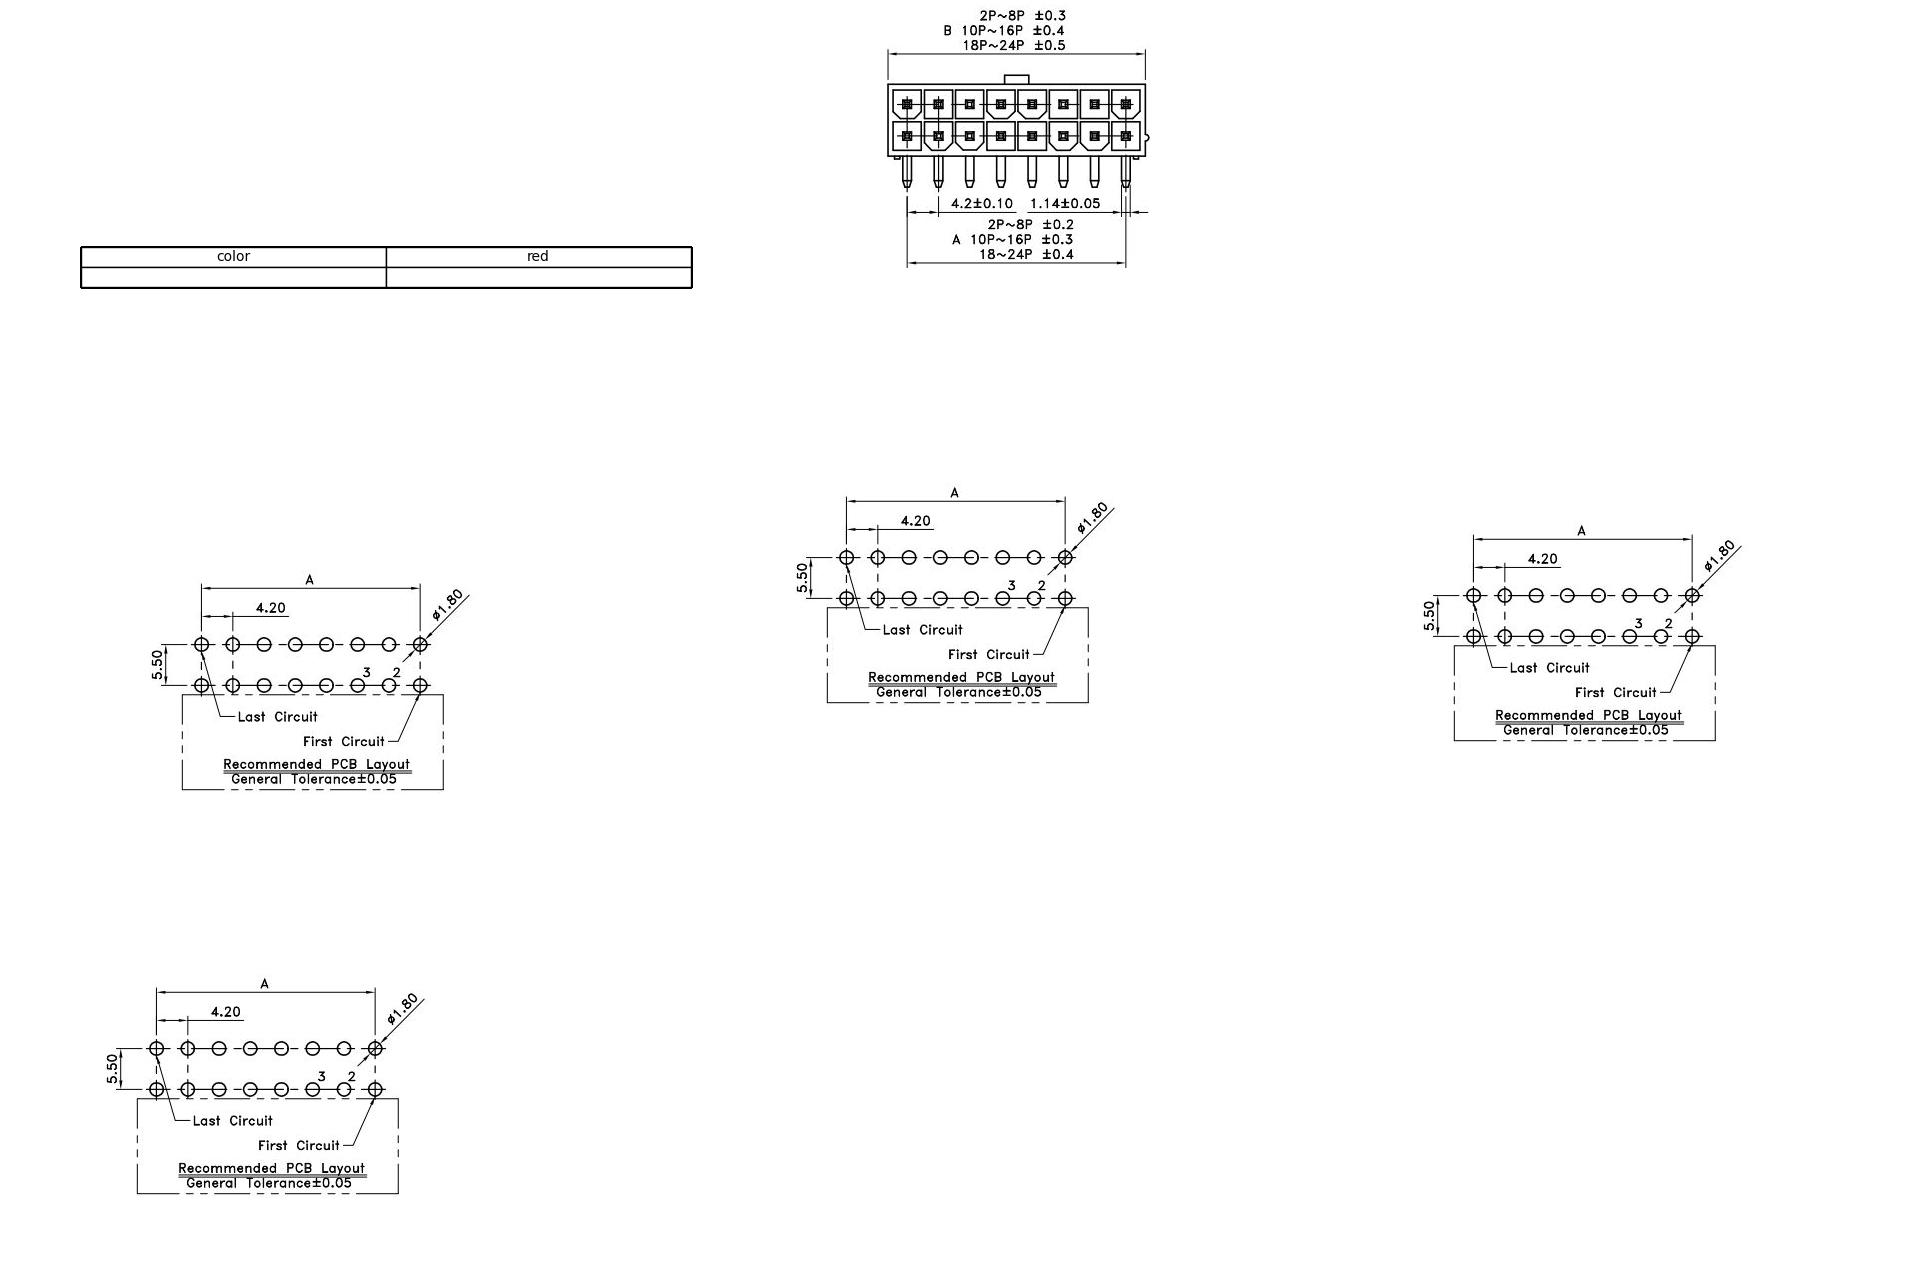 2P~8P ±0.3
B 10P~16P ±0.4
18P~24P ±0.5
4.2±0.10 1.14±0.05
2P~8P ±0.2
A 10P~16P ±0.3
18~24P ±0.4
color red
A
4.20
ø1.80
5.50
3 2
Last Circuit
First Circuit
Recommended PCB Layout
General Tolerance±0.05
A
4.20
ø1.80
5.50
3 2
Last Circuit
First Circuit
Recommended PCB Layout
General Tolerance±0.05
A
4.20
ø1.80
5.50
3 2
Last Circuit
First Circuit
Recommended PCB Layout
General Tolerance±0.05
A
4.20
ø1.80
5.50
3 2
Last Circuit
First Circuit
Recommended PCB Layout
General Tolerance±0.05